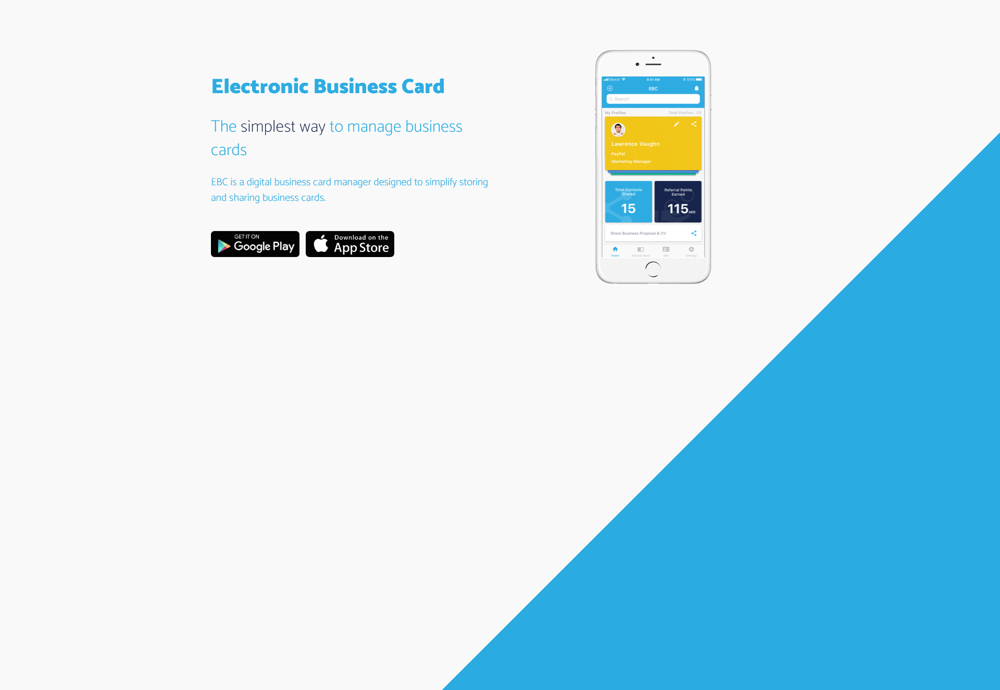 Electronic Business Card
The simplest way to manage business
cards
EBC is a digital business card manager designed to simplify storing
and sharing business cards.
GET IT ON
Google Play
Download on the
App Store
Sketch 9:41 AM 100%
EBC
Search
My Profiles Total Profiles : 03
Lawrence Vaughn
PayPal
Marketing Manager
Total Contacts
Shared
15
Referral Points
Earned
115 AED
Share Business Proposal & CV
Home Address Book Add Settings